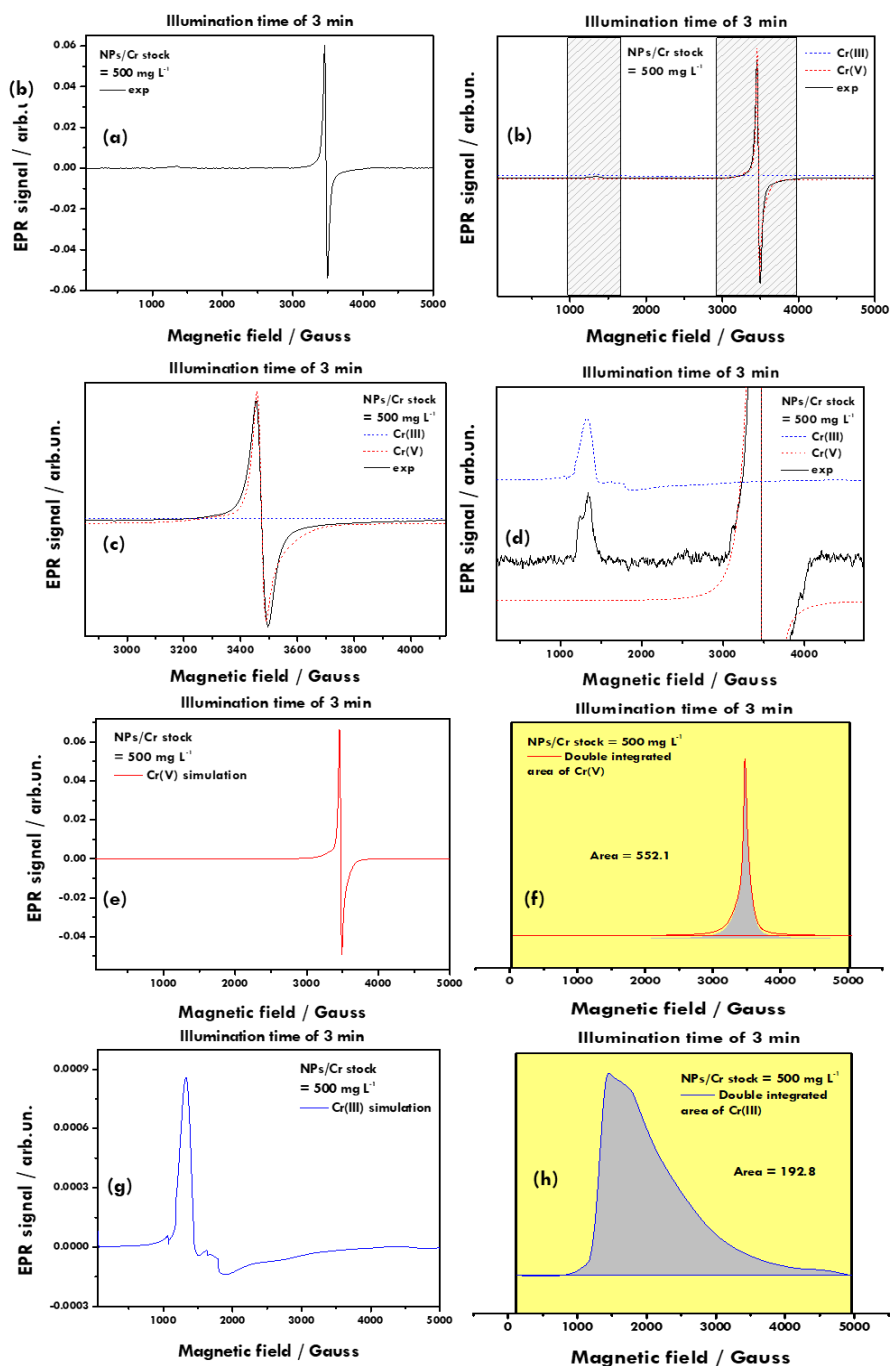 Illumination time of 3 min
0.06
0.04
0.02
0.00
-0.02
-0.04
-0.06
1000 2000 3000 4000 5000
NPs/Cr stock
= 500 mg L⁻¹
exp
(b)
(a)
EPR signal / arb.un.
Magnetic field / Gauss
Illumination time of 3 min
NPs/Cr stock
= 500 mg L⁻¹
Cr(III)
Cr(V)
exp
(b)
EPR signal / arb.un.
1000 2000 3000 4000 5000
Magnetic field / Gauss
Illumination time of 3 min
NPs/Cr stock
= 500 mg L⁻¹
Cr(III)
Cr(V)
exp
(c)
EPR signal / arb.un.
3000 3200 3400 3600 3800 4000
Magnetic field / Gauss
Illumination time of 3 min
NPs/Cr stock
= 500 mg L⁻¹
Cr(III)
Cr(V)
exp
(d)
EPR signal / arb.un.
1000 2000 3000 4000
Magnetic field / Gauss
Illumination time of 3 min
NPs/Cr stock
= 500 mg L⁻¹
Cr(V) simulation
0.06
0.04
0.02
0.00
-0.02
-0.04
(e)
EPR signal / arb.un.
1000 2000 3000 4000 5000
Magnetic field / Gauss
Illumination time of 3 min
NPs/Cr stock = 500 mg L⁻¹
Double integrated
area of Cr(V)
Area = 552.1
(f)
0 1000 2000 3000 4000 5000
Magnetic field / Gauss
Illumination time of 3 min
NPs/Cr stock
= 500 mg L⁻¹
Cr(III) simulation
0.0009
0.0006
0.0003
0.0000
-0.0003
(g)
EPR signal / arb.un.
1000 2000 3000 4000 5000
Magnetic field / Gauss
Illumination time of 3 min
NPs/Cr stock = 500 mg L⁻¹
Double integrated
area of Cr(III)
Area = 192.8
(h)
0 1000 2000 3000 4000 5000
Magnetic field / Gauss